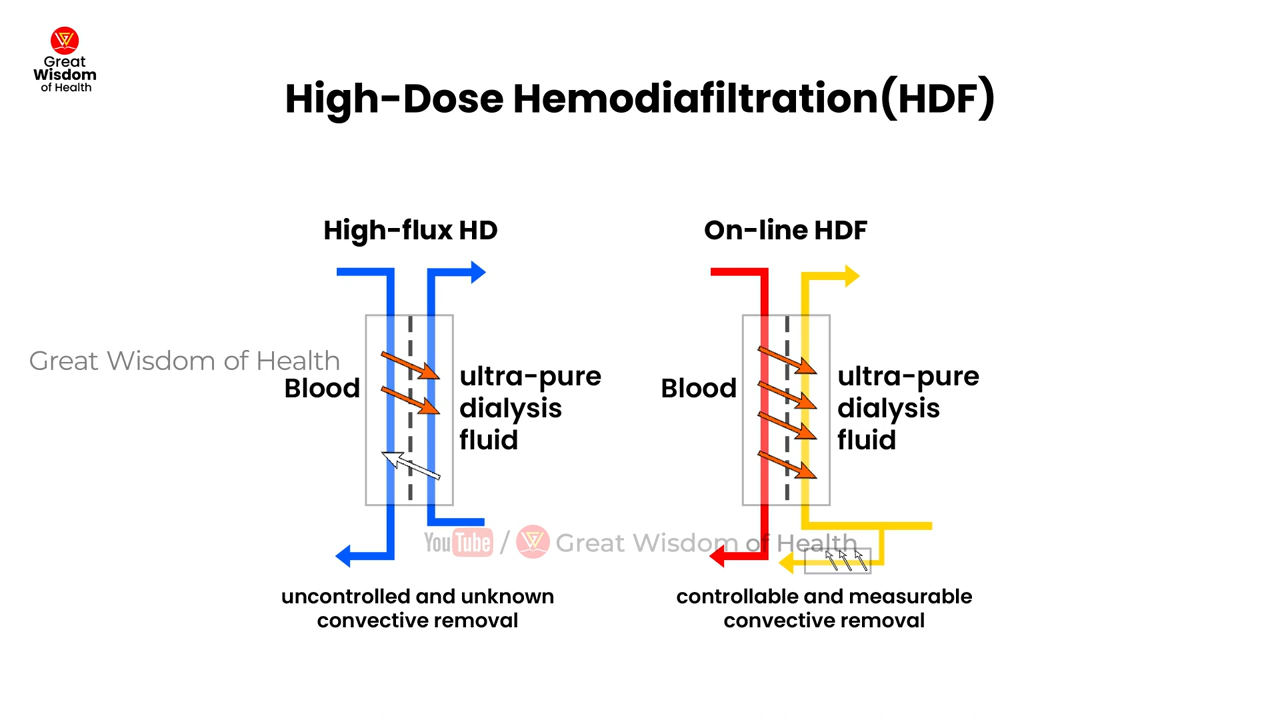 Great
Wisdom
of Health
High-Dose Hemodiafiltration(HDF)
High-flux HD
On-line HDF
Great Wisdom of Health
Blood
ultra-pure
dialysis
fluid
Blood
ultra-pure
dialysis
fluid
YouTube / Great Wisdom of Health
uncontrolled and unknown
convective removal
controllable and measurable
convective removal